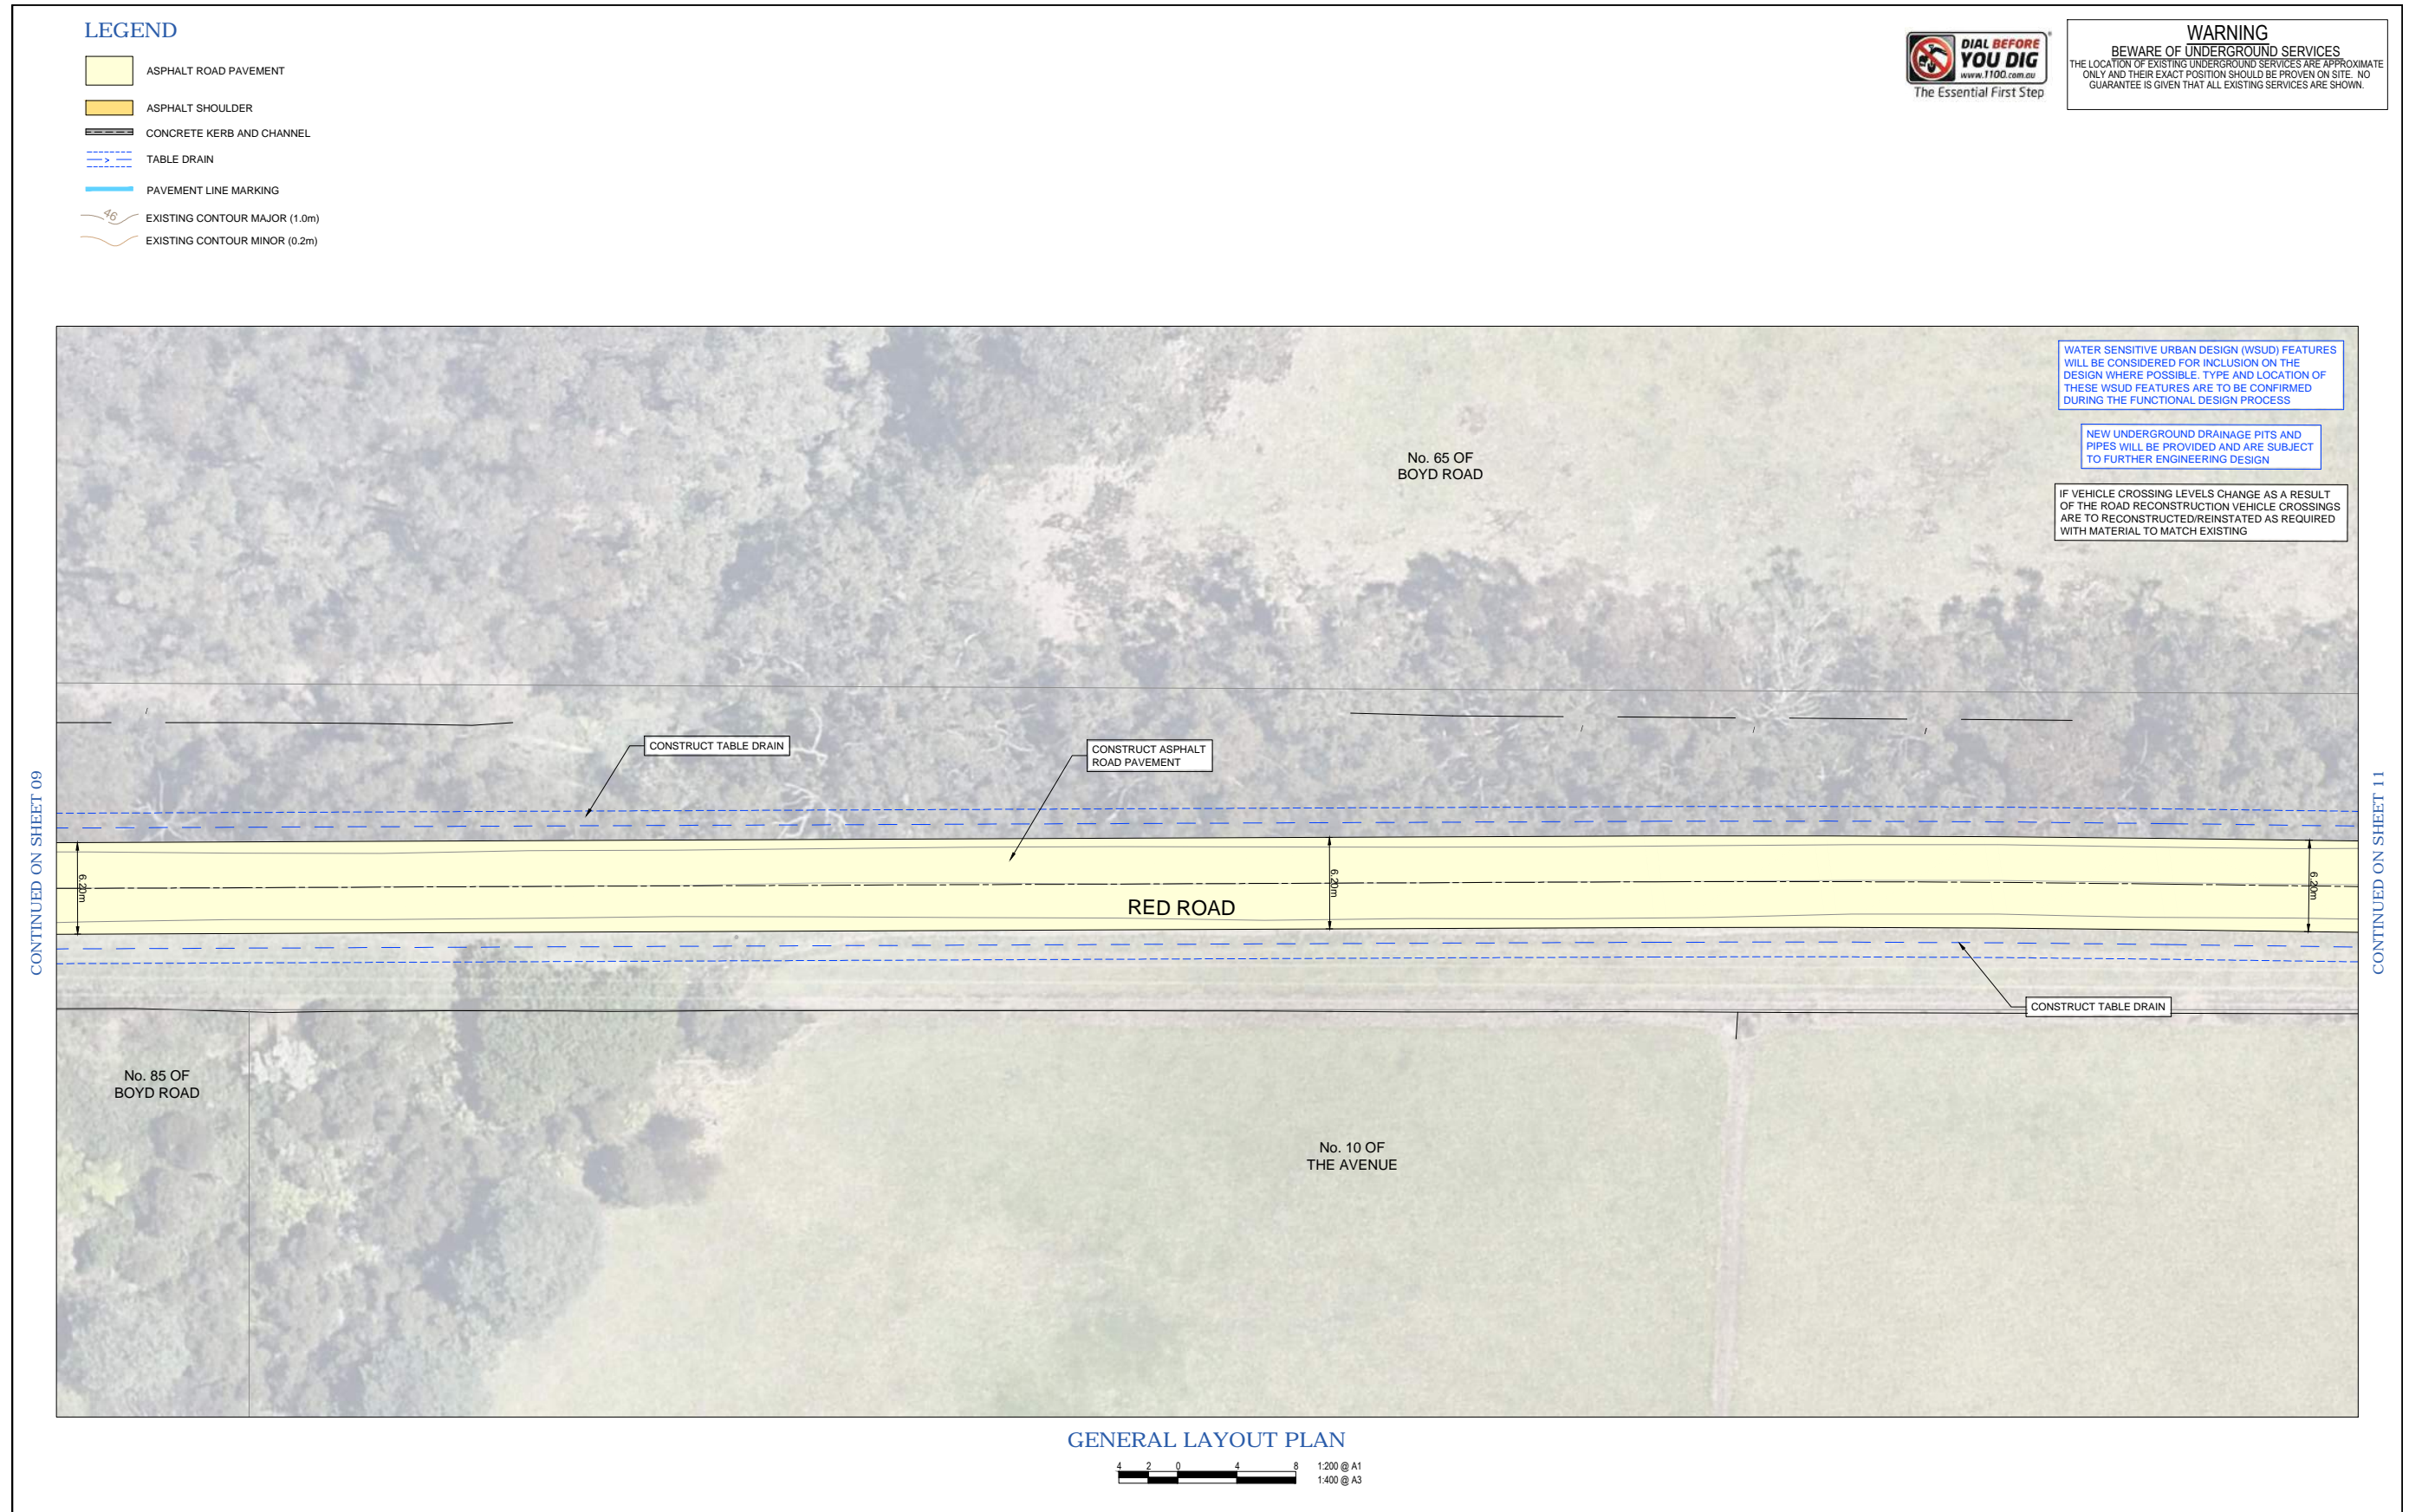 LEGEND
ASPHALT ROAD PAVEMENT
ASPHALT SHOULDER
CONCRETE KERB AND CHANNEL
TABLE DRAIN
PAVEMENT LINE MARKING
46
EXISTING CONTOUR MAJOR (1.0m)
EXISTING CONTOUR MINOR (0.2m)
DIAL BEFORE
YOU DIG
www.1100.com.au
The Essential First Step
WARNING
BEWARE OF UNDERGROUND SERVICES
THE LOCATION OF EXISTING UNDERGROUND SERVICES ARE APPROXIMATE
ONLY AND THEIR EXACT POSITION SHOULD BE PROVEN ON SITE. NO
GUARANTEE IS GIVEN THAT ALL EXISTING SERVICES ARE SHOWN.
WATER SENSITIVE URBAN DESIGN (WSUD) FEATURES
WILL BE CONSIDERED FOR INCLUSION ON THE
DESIGN WHERE POSSIBLE. TYPE AND LOCATION OF
THESE WSUD FEATURES ARE TO BE CONFIRMED
DURING THE FUNCTIONAL DESIGN PROCESS
NEW UNDERGROUND DRAINAGE PITS AND
PIPES WILL BE PROVIDED AND ARE SUBJECT
TO FURTHER ENGINEERING DESIGN
IF VEHICLE CROSSING LEVELS CHANGE AS A RESULT
OF THE ROAD RECONSTRUCTION VEHICLE CROSSINGS
ARE TO RECONSTRUCTED/REINSTATED AS REQUIRED
WITH MATERIAL TO MATCH EXISTING
No. 65 OF
BOYD ROAD
CONSTRUCT TABLE DRAIN
CONSTRUCT ASPHALT
ROAD PAVEMENT
CONTINUED ON SHEET 09
6.20m
6.20m
6.20m
RED ROAD
CONTINUED ON SHEET 11
CONSTRUCT TABLE DRAIN
No. 85 OF
BOYD ROAD
No. 10 OF
THE AVENUE
GENERAL LAYOUT PLAN
4 2 0 4 8 1:200 @ A1
1:400 @ A3